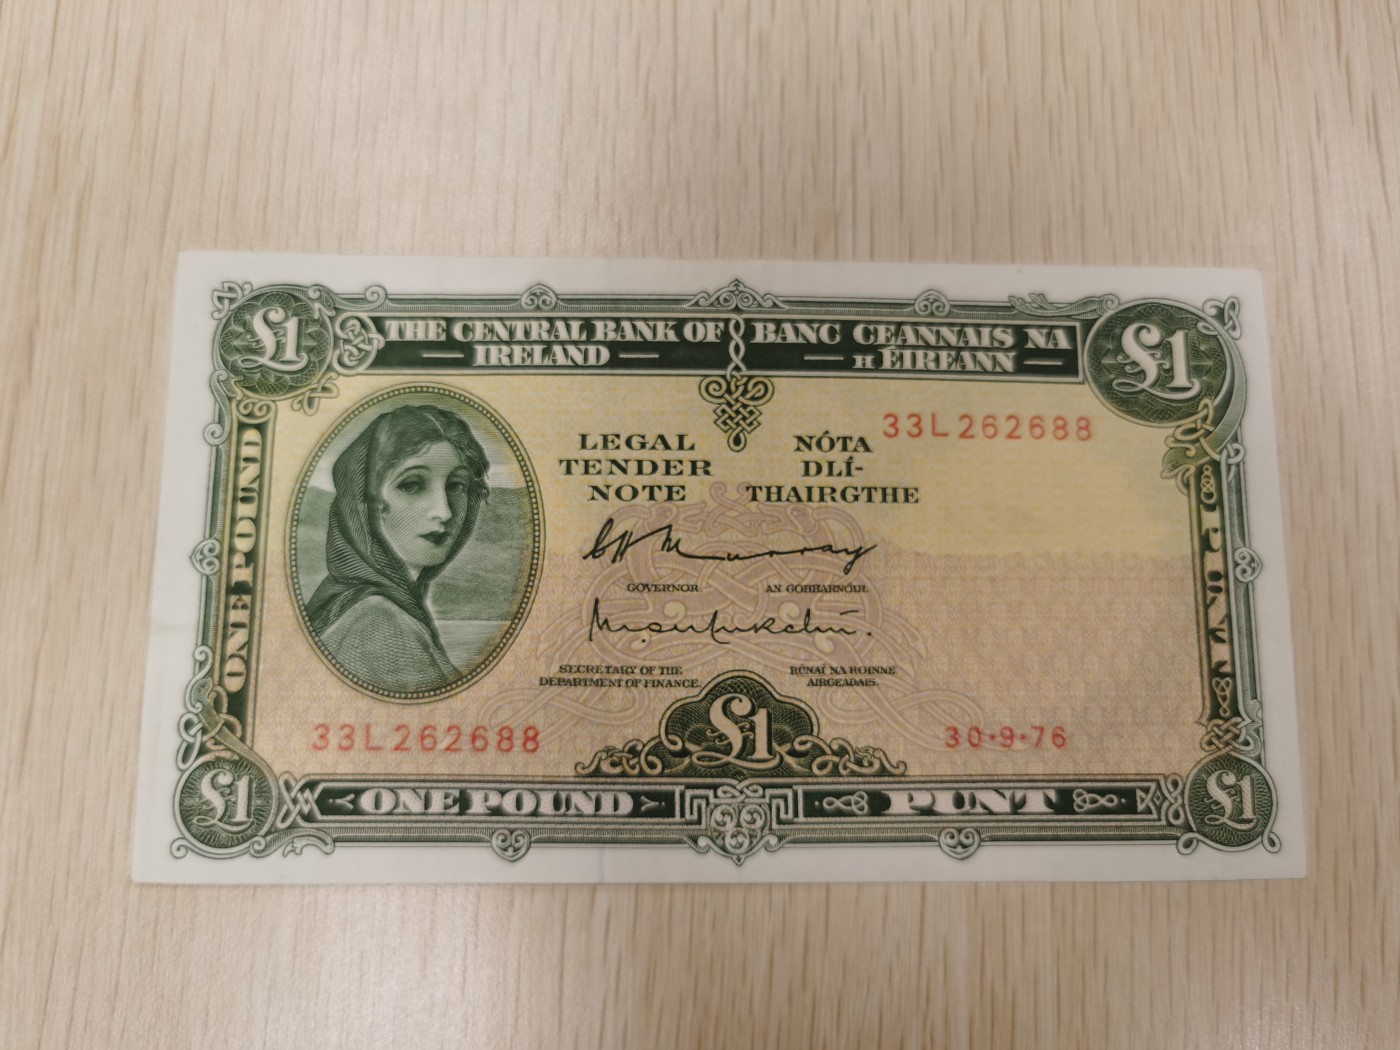 £1
THE CENTRAL BANK OF
IRELAND
BANC CEANNAIS NA
H ÉIREANN
£1
33L 262688
LEGAL
TENDER
NOTE
NÓTA
DLÍ-
THAIRGTHE
ONE POUND
PUNT
C H Murray
GOVERNOR.
AN GOBHARNÓIR.
SECRETARY OF THE
DEPARTMENT OF FINANCE.
RÚNAÍ NA ROINNE
AIRGEADAIS.
33L 262688
£1
30·9·76
£1
ONE POUND
PUNT
£1